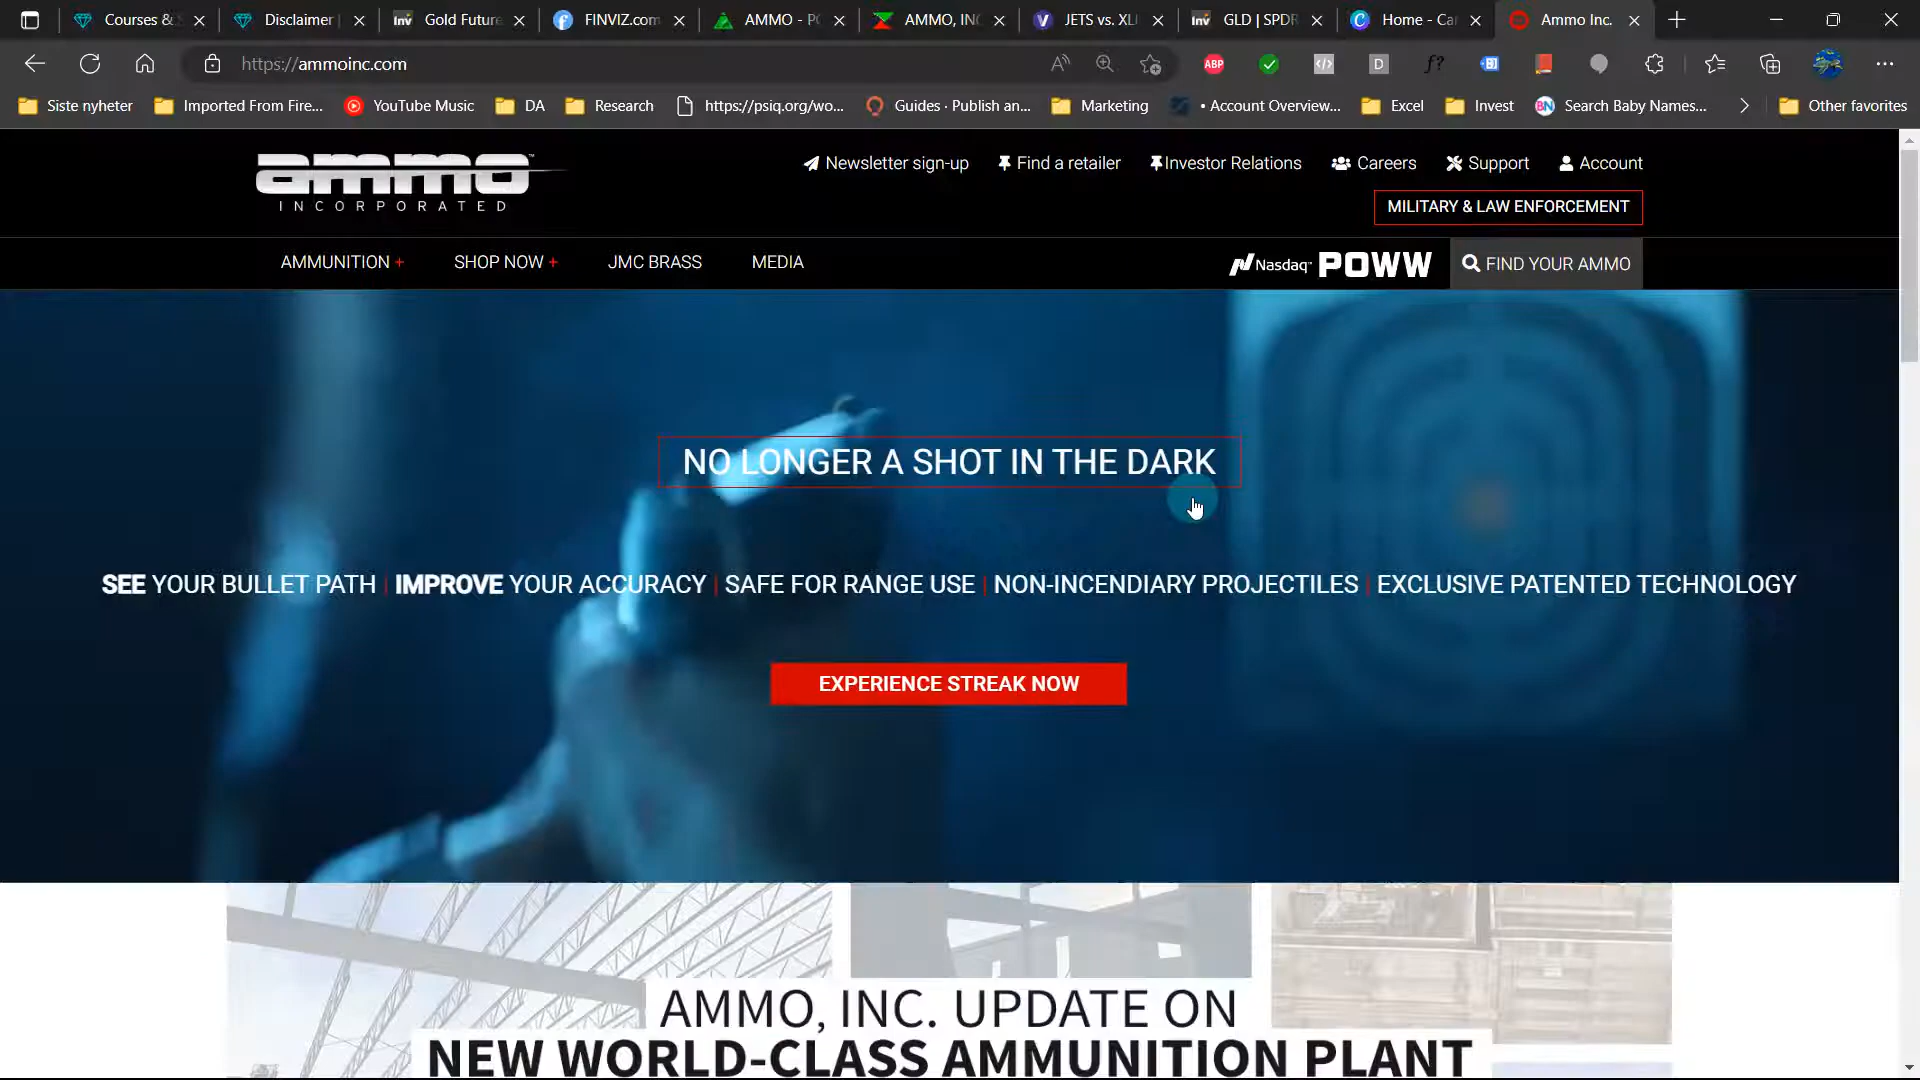 Courses &
Disclaimer
Gold Future
FINVIZ.com
AMMO - PO
AMMO, INC
JETS vs. XLI
GLD | SPDR
Home - Can
Ammo Inc.
https://ammoinc.com
ABP
Siste nyheter
Imported From Fire...
YouTube Music
DA
Research
https://psiq.org/wo...
Guides · Publish an...
Marketing
• Account Overview...
Excel
Invest
BN Search Baby Names...
Other favorites
ammo
INCORPORATED
Newsletter sign-up
Find a retailer
Investor Relations
Careers
Support
Account
MILITARY & LAW ENFORCEMENT
AMMUNITION +
SHOP NOW +
JMC BRASS
MEDIA
Nasdaq POWW
FIND YOUR AMMO
NO LONGER A SHOT IN THE DARK
SEE YOUR BULLET PATH | IMPROVE YOUR ACCURACY | SAFE FOR RANGE USE | NON-INCENDIARY PROJECTILES | EXCLUSIVE PATENTED TECHNOLOGY
EXPERIENCE STREAK NOW
AMMO, INC. UPDATE ON
NEW WORLD-CLASS AMMUNITION PLANT